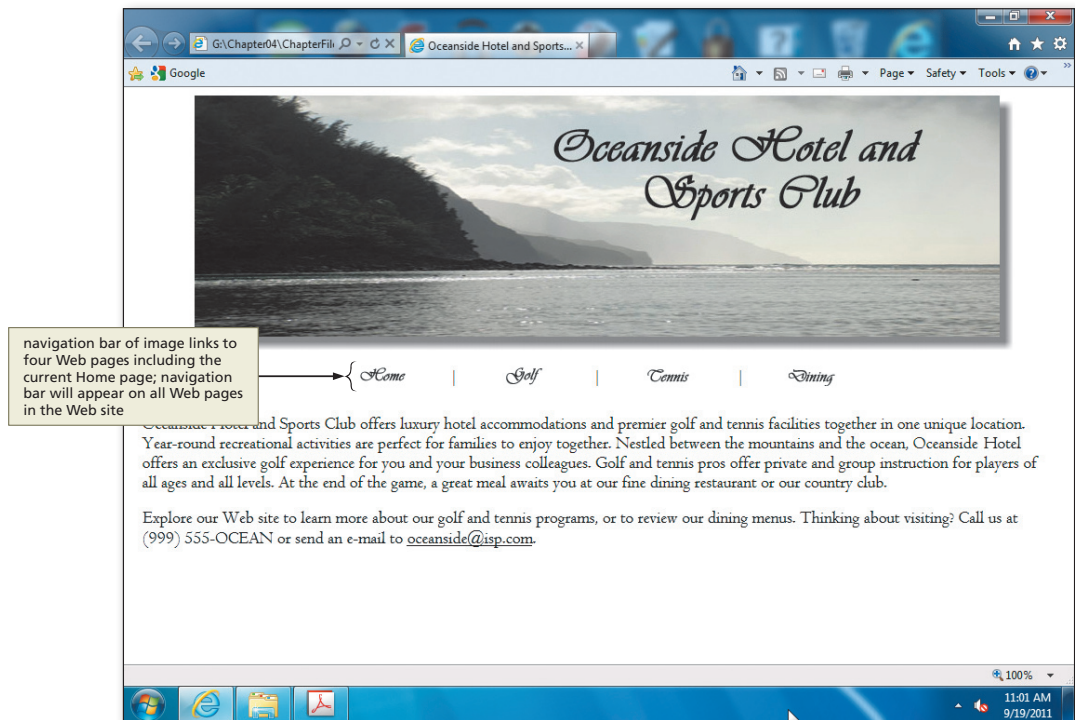 G:\Chapter04\ChapterFil
Oceanside Hotel and Sports...
Google
Page
Safety
Tools
Oceanside Hotel and
Sports Club
navigation bar of image links to
four Web pages including the
current Home page; navigation
bar will appear on all Web pages
in the Web site
Home | Golf | Tennis | Dining
Oceanside Hotel and Sports Club offers luxury hotel accommodations and premier golf and tennis facilities together in one unique location.
Year-round recreational activities are perfect for families to enjoy together. Nestled between the mountains and the ocean, Oceanside Hotel
offers an exclusive golf experience for you and your business colleagues. Golf and tennis pros offer private and group instruction for players of
all ages and all levels. At the end of the game, a great meal awaits you at our fine dining restaurant or our country club.
Explore our Web site to learn more about our golf and tennis programs, or to review our dining menus. Thinking about visiting? Call us at
(999) 555-OCEAN or send an e-mail to oceanside@isp.com.
100%
11:01 AM
9/19/2011